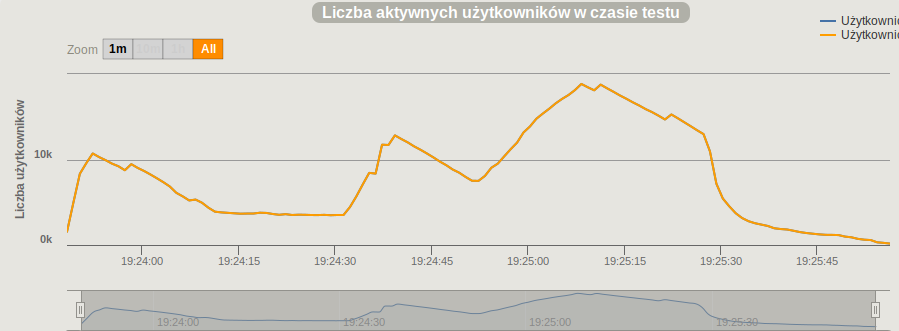 Liczba aktywnych użytkowników w czasie testu
Użytkownic
Użytkownic
Zoom 1m 10m 1h All
Liczba użytkowników
10k
0k
19:24:00 19:24:15 19:24:30 19:24:45 19:25:00 19:25:15 19:25:30 19:25:45
19:24:00 19:24:30 19:25:00 19:25:30